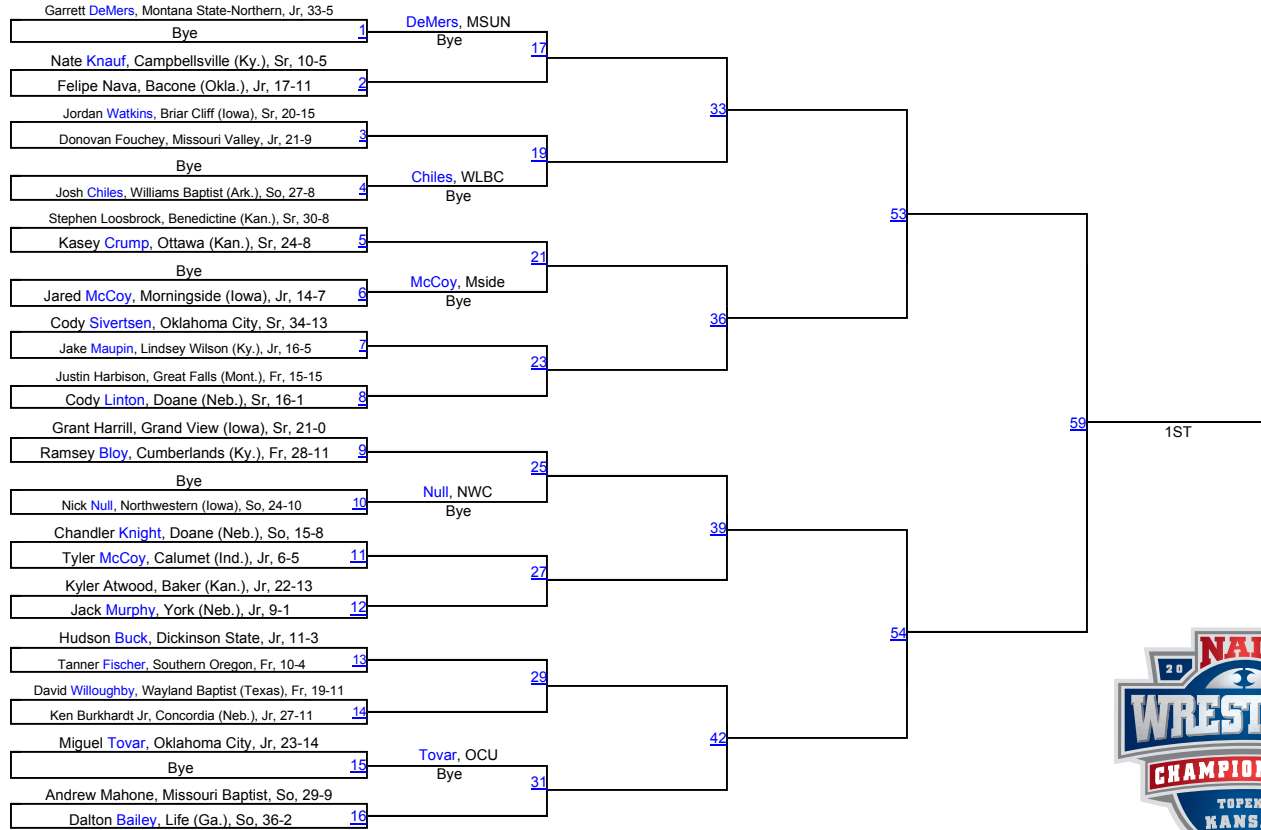 Garrett DeMers, Montana State-Northern, Jr, 33-5
Bye
1
DeMers, MSUN
Bye
17
Nate Knauf, Campbellsville (Ky.), Sr, 10-5
Felipe Nava, Bacone (Okla.), Jr, 17-11
2
33
Jordan Watkins, Briar Cliff (Iowa), Sr, 20-15
Donovan Fouchey, Missouri Valley, Jr, 21-9
3
19
Bye
Josh Chiles, Williams Baptist (Ark.), So, 27-8
4
Chiles, WLBC
Bye
53
Stephen Loosbrock, Benedictine (Kan.), Sr, 30-8
Kasey Crump, Ottawa (Kan.), Sr, 24-8
5
21
Bye
Jared McCoy, Morningside (Iowa), Jr, 14-7
6
McCoy, Mside
Bye
36
Cody Sivertsen, Oklahoma City, Sr, 34-13
Jake Maupin, Lindsey Wilson (Ky.), Jr, 16-5
7
23
Justin Harbison, Great Falls (Mont.), Fr, 15-15
Cody Linton, Doane (Neb.), Sr, 16-1
8
59
1ST
Grant Harrill, Grand View (Iowa), Sr, 21-0
Ramsey Bloy, Cumberlands (Ky.), Fr, 28-11
9
25
Bye
Nick Null, Northwestern (Iowa), So, 24-10
10
Null, NWC
Bye
39
Chandler Knight, Doane (Neb.), So, 15-8
Tyler McCoy, Calumet (Ind.), Jr, 6-5
11
27
Kyler Atwood, Baker (Kan.), Jr, 22-13
Jack Murphy, York (Neb.), Jr, 9-1
12
54
Hudson Buck, Dickinson State, Jr, 11-3
Tanner Fischer, Southern Oregon, Fr, 10-4
13
29
David Willoughby, Wayland Baptist (Texas), Fr, 19-11
Ken Burkhardt Jr, Concordia (Neb.), Jr, 27-11
14
42
Miguel Tovar, Oklahoma City, Jr, 23-14
Bye
15
Tovar, OCU
Bye
31
Andrew Mahone, Missouri Baptist, So, 29-9
Dalton Bailey, Life (Ga.), So, 36-2
16
20